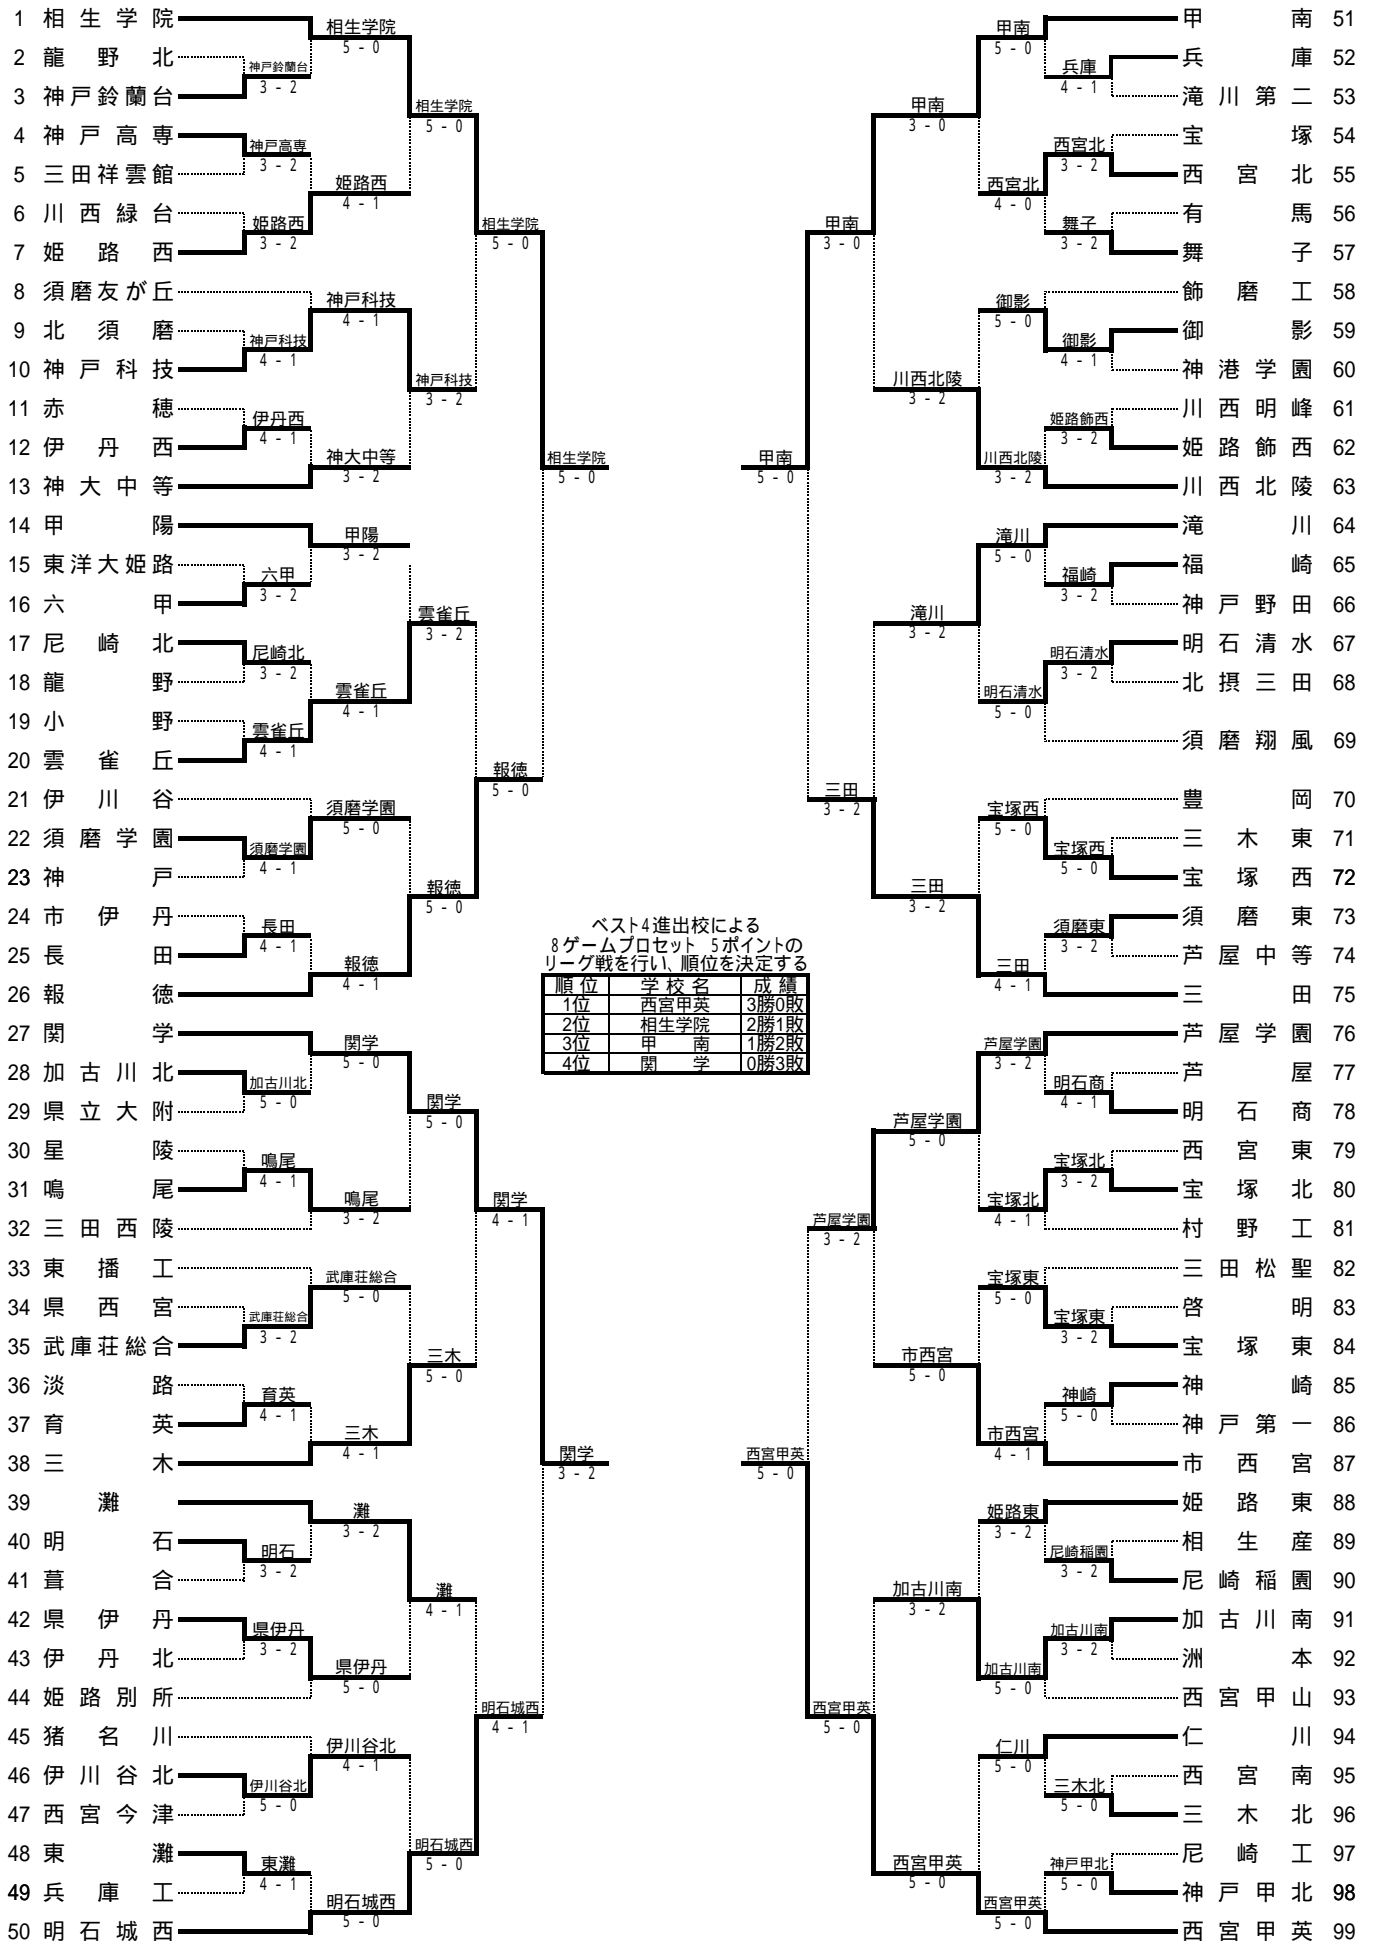 1 相生学院
2 龍野北
3 神戸鈴蘭台
4 神戸高専
5 三田祥雲館
6 川西緑台
7 姫路西
8 須磨友が丘
9 北須磨
10 神戸科技
11 赤穂
12 伊丹西
13 神大中等
14 甲陽
15 東洋大姫路
16 六甲
17 尼崎北
18 龍野
19 小野
20 雲雀丘
21 伊川谷
22 須磨学園
23 神戸
24 市伊丹
25 長田
26 報徳
27 関学
28 加古川北
29 県立大附
30 星陵
31 鳴尾
32 三田西陵
33 東播工
34 県西宮
35 武庫荘総合
36 淡路
37 育英
38 三木
39 灘
40 明石
41 葺合
42 県伊丹
43 伊丹北
44 姫路別所
45 猪名川
46 伊川谷北
47 西宮今津
48 東灘
49 兵庫工
50 明石城西
神戸鈴蘭台
3 - 2
神戸高専
3 - 2
姫路西
3 - 2
神戸科技
4 - 1
伊丹西
4 - 1
六甲
3 - 2
尼崎北
3 - 2
雲雀丘
4 - 1
須磨学園
4 - 1
長田
4 - 1
加古川北
5 - 0
鳴尾
4 - 1
武庫荘総合
3 - 2
育英
4 - 1
明石
3 - 2
県伊丹
3 - 2
伊川谷北
5 - 0
東灘
4 - 1
相生学院
5 - 0
姫路西
4 - 1
神戸科技
4 - 1
神大中等
3 - 2
甲陽
3 - 2
雲雀丘
4 - 1
須磨学園
5 - 0
報徳
4 - 1
関学
5 - 0
鳴尾
3 - 2
武庫荘総合
5 - 0
三木
4 - 1
灘
3 - 2
県伊丹
5 - 0
伊川谷北
4 - 1
明石城西
5 - 0
相生学院
5 - 0
神戸科技
3 - 2
雲雀丘
3 - 2
報徳
5 - 0
関学
5 - 0
三木
5 - 0
灘
4 - 1
明石城西
5 - 0
相生学院
5 - 0
報徳
5 - 0
関学
4 - 1
明石城西
4 - 1
相生学院
5 - 0
関学
3 - 2
ベスト4進出校による
8ゲームプロセット 5ポイントの
リーグ戦を行い、順位を決定する
順位 学校名 成績
1位 西宮甲英 3勝0敗
2位 相生学院 2勝1敗
3位 甲南 1勝2敗
4位 関学 0勝3敗
甲南
5 - 0
西宮甲英
5 - 0
甲南
3 - 0
三田
3 - 2
芦屋学園
3 - 2
西宮甲英
5 - 0
甲南
3 - 0
川西北陵
3 - 2
滝川
3 - 2
三田
3 - 2
芦屋学園
5 - 0
市西宮
5 - 0
加古川南
3 - 2
西宮甲英
5 - 0
甲南
5 - 0
西宮北
4 - 0
御影
5 - 0
川西北陵
3 - 2
滝川
5 - 0
明石清水
5 - 0
宝塚西
5 - 0
三田
4 - 1
芦屋学園
3 - 2
宝塚北
4 - 1
宝塚東
5 - 0
市西宮
4 - 1
姫路東
3 - 2
加古川南
5 - 0
仁川
5 - 0
西宮甲英
5 - 0
兵庫
4 - 1
西宮北
3 - 2
舞子
3 - 2
御影
4 - 1
姫路飾西
3 - 2
福崎
3 - 2
明石清水
3 - 2
宝塚西
5 - 0
須磨東
3 - 2
明石商
4 - 1
宝塚北
3 - 2
宝塚東
3 - 2
神崎
5 - 0
尼崎稲園
3 - 2
加古川南
3 - 2
三木北
5 - 0
神戸甲北
5 - 0
甲南 51
兵庫 52
滝川第二 53
宝塚 54
西宮北 55
有馬 56
舞子 57
飾磨工 58
御影 59
神港学園 60
川西明峰 61
姫路飾西 62
川西北陵 63
滝川 64
福崎 65
神戸野田 66
明石清水 67
北摂三田 68
須磨翔風 69
豊岡 70
三木東 71
宝塚西 72
須磨東 73
芦屋中等 74
三田 75
芦屋学園 76
芦屋 77
明石商 78
西宮東 79
宝塚北 80
村野工 81
三田松聖 82
啓明 83
宝塚東 84
神崎 85
神戸第一 86
市西宮 87
姫路東 88
相生産 89
尼崎稲園 90
加古川南 91
洲本 92
西宮甲山 93
仁川 94
西宮南 95
三木北 96
尼崎工 97
神戸甲北 98
西宮甲英 99